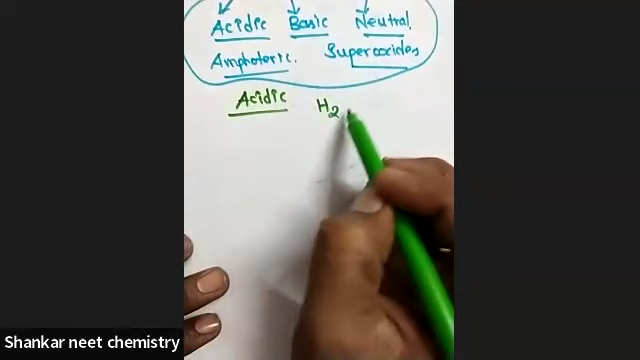 Acidic Basic Neutral.
Amphoteric. Superoxides
Acidic H2
Shankar neet chemistry